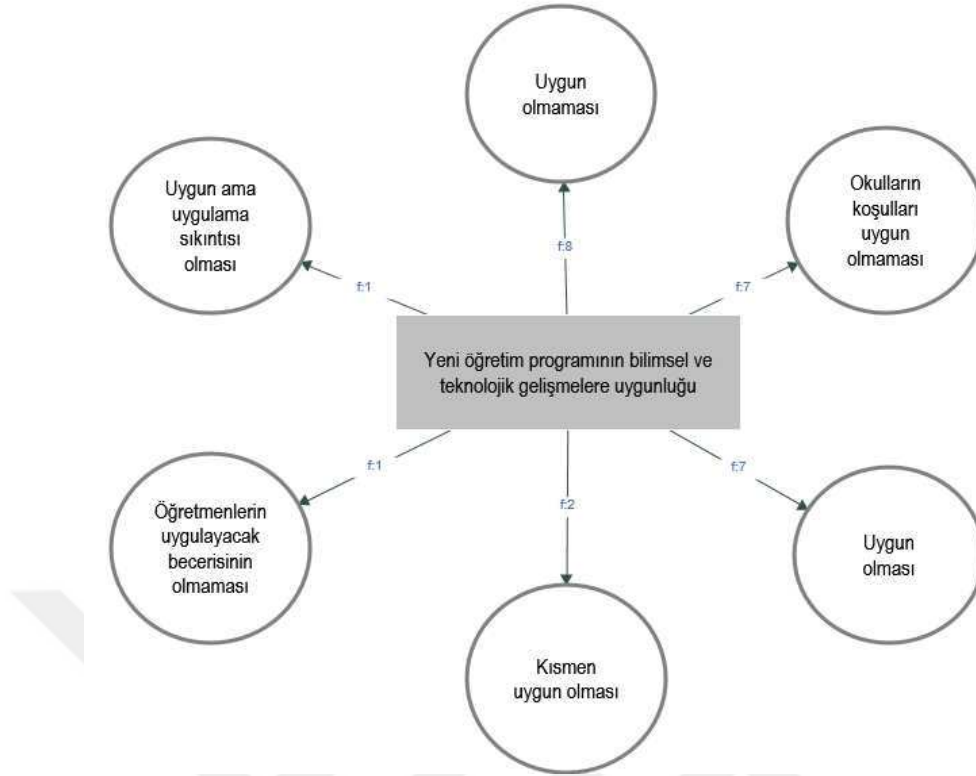 Uygun
olmaması
Uygun ama
uygulama
sıkıntısı
olması
Okulların
koşulları
uygun
olmaması
f:8
f:1
f:7
Yeni öğretim programının bilimsel ve
teknolojik gelişmelere uygunluğu
f:1
f:7
f:2
Öğretmenlerin
uygulayacak
becerisinin
olmaması
Uygun
olması
Kısmen
uygun olması